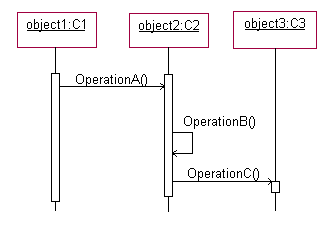 object1:C1
object2:C2
object3:C3
OperationA()
OperationB()
OperationC()